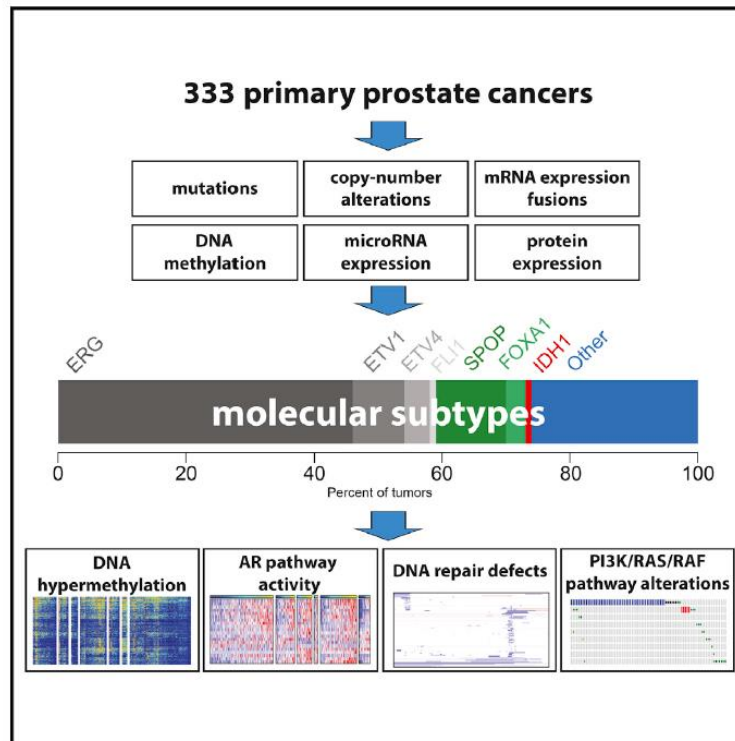 333 primary prostate cancers
mutations
copy-number
alterations
mRNA expression
fusions
DNA
methylation
microRNA
expression
protein
expression
ERG
ETV1
ETV4
FLI1
SPOP
FOXA1
IDH1
Other
molecular subtypes
0 20 40 60 80 100
Percent of tumors
DNA
hypermethylation
AR pathway
activity
DNA repair defects
PI3K/RAS/RAF
pathway alterations